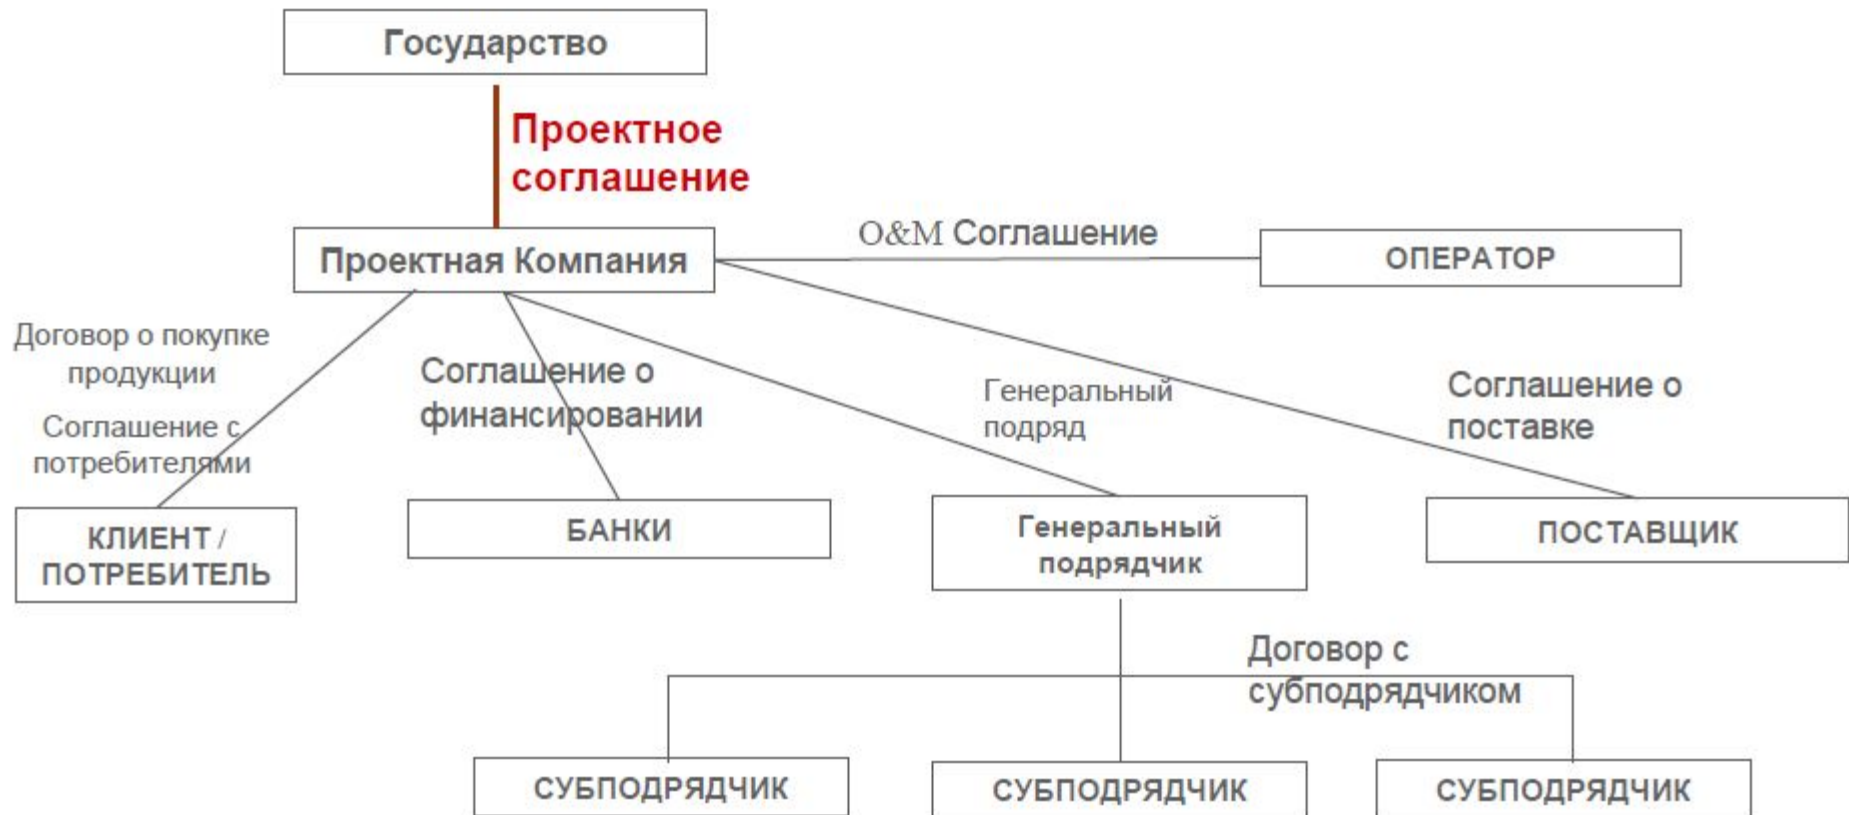 Государство
Проектное
соглашение
O&M Соглашение
Проектная Компания
ОПЕРАТОР
Договор о покупке
продукции
Соглашение с
потребителями
Соглашение о
финансировании
Генеральный
подряд
Соглашение о
поставке
КЛИЕНТ /
ПОТРЕБИТЕЛЬ
БАНКИ
Генеральный
подрядчик
ПОСТАВЩИК
Договор с
субподрядчиком
СУБПОДРЯДЧИК
СУБПОДРЯДЧИК
СУБПОДРЯДЧИК